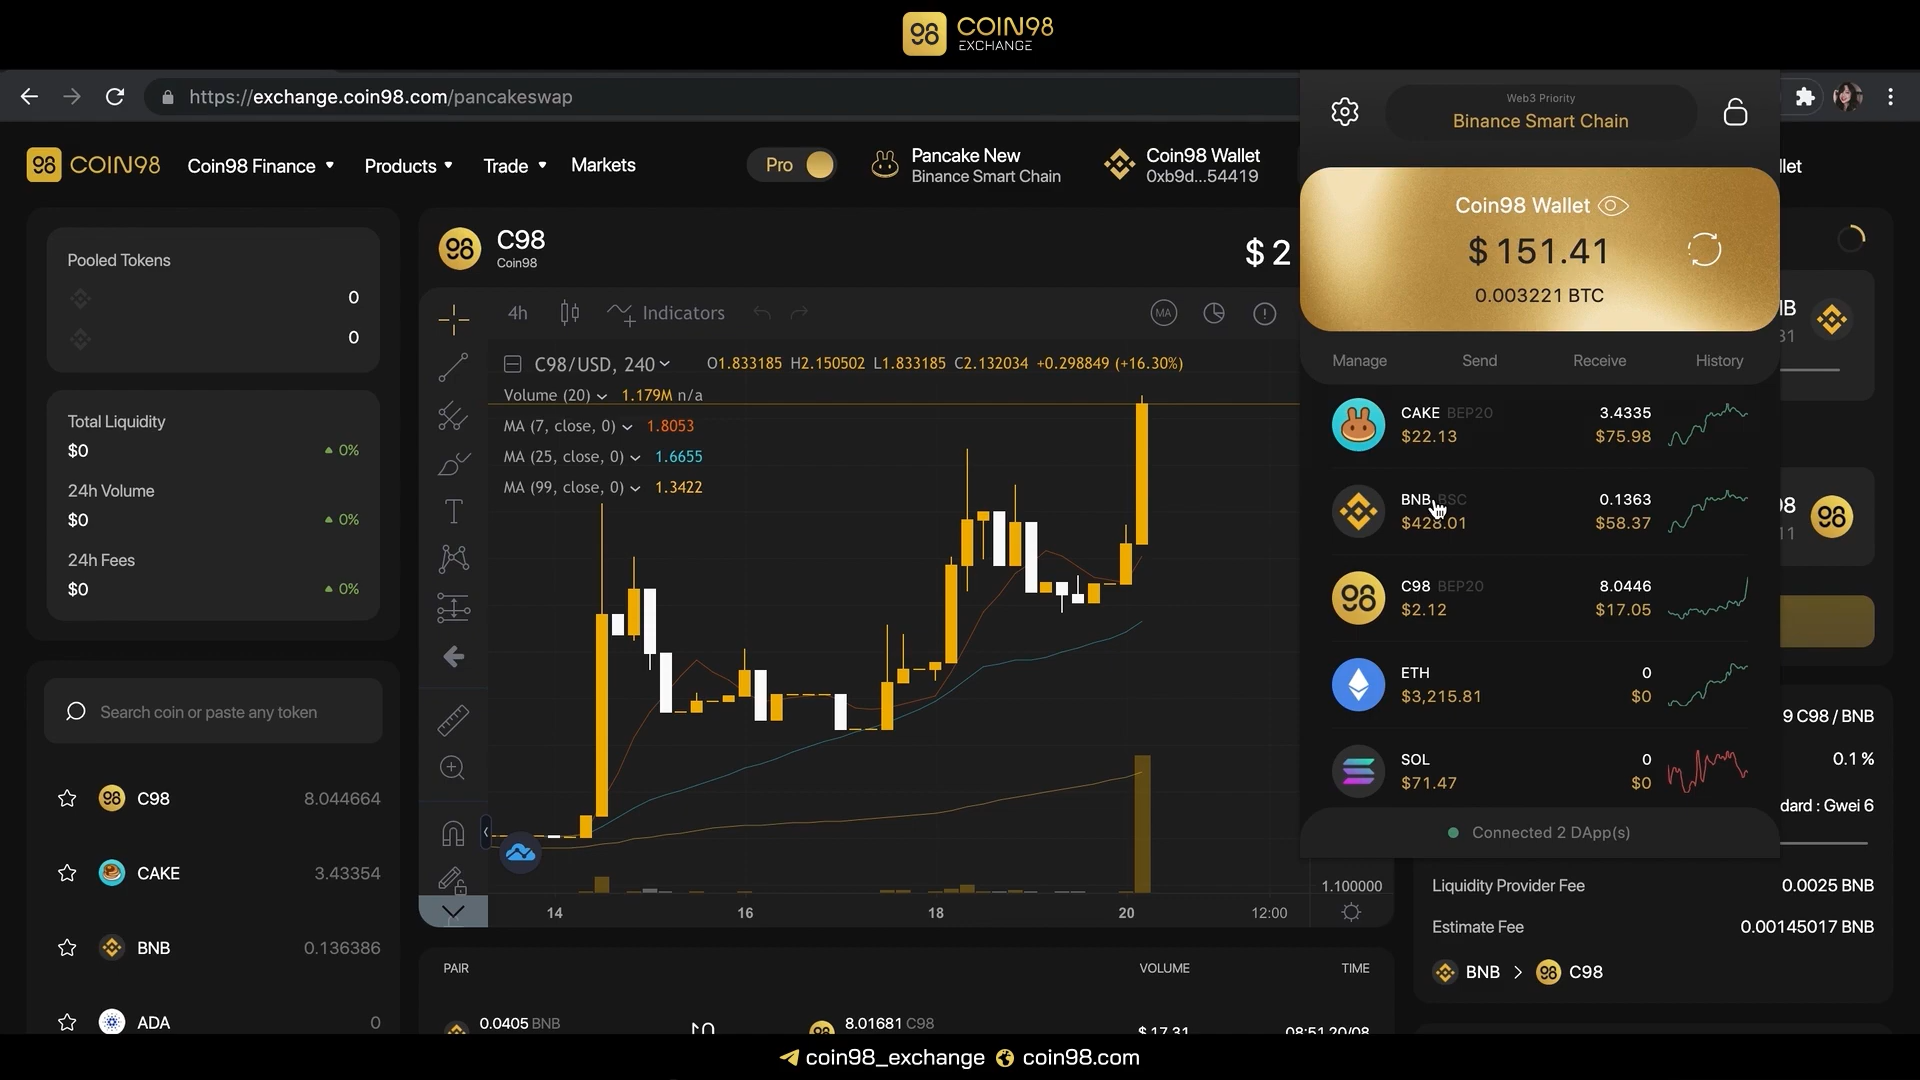 COIN98
EXCHANGE
https://exchange.coin98.com/pancakeswap
COIN98
Coin98 Finance
Products
Trade
Markets
Pro
Pancake New
Binance Smart Chain
Coin98 Wallet
0xb9d...54419
Pooled Tokens
0
0
Total Liquidity
$0
0%
24h Volume
$0
0%
24h Fees
$0
0%
Search coin or paste any token
C98
8.044664
CAKE
3.43354
BNB
0.136386
ADA
0
C98
Coin98
$ 2
4h
Indicators
MA
C98/USD, 240
O1.833185 H2.150502 L1.833185 C2.132034 +0.298849 (+16.30%)
Volume (20) 1.179M n/a
MA (7, close, 0) 1.8053
MA (25, close, 0) 1.6655
MA (99, close, 0) 1.3422
1.100000
14 16 18 20 12:00
PAIR
VOLUME
TIME
0.0405 BNB
8.01681 C98
$ 17.31
08:51 20/08
Web3 Priority
Binance Smart Chain
Coin98 Wallet
$ 151.41
0.003221 BTC
Manage
Send
Receive
History
CAKE BEP20
3.4335
$22.13
$75.98
BNB BSC
0.1363
$428.01
$58.37
C98 BEP20
8.0446
$2.12
$17.05
ETH
0
$3,215.81
$0
SOL
0
$71.47
$0
Connected 2 DApp(s)
9 C98 / BNB
0.1 %
dard : Gwei 6
Liquidity Provider Fee
0.0025 BNB
Estimate Fee
0.00145017 BNB
BNB > C98
coin98_exchange
coin98.com